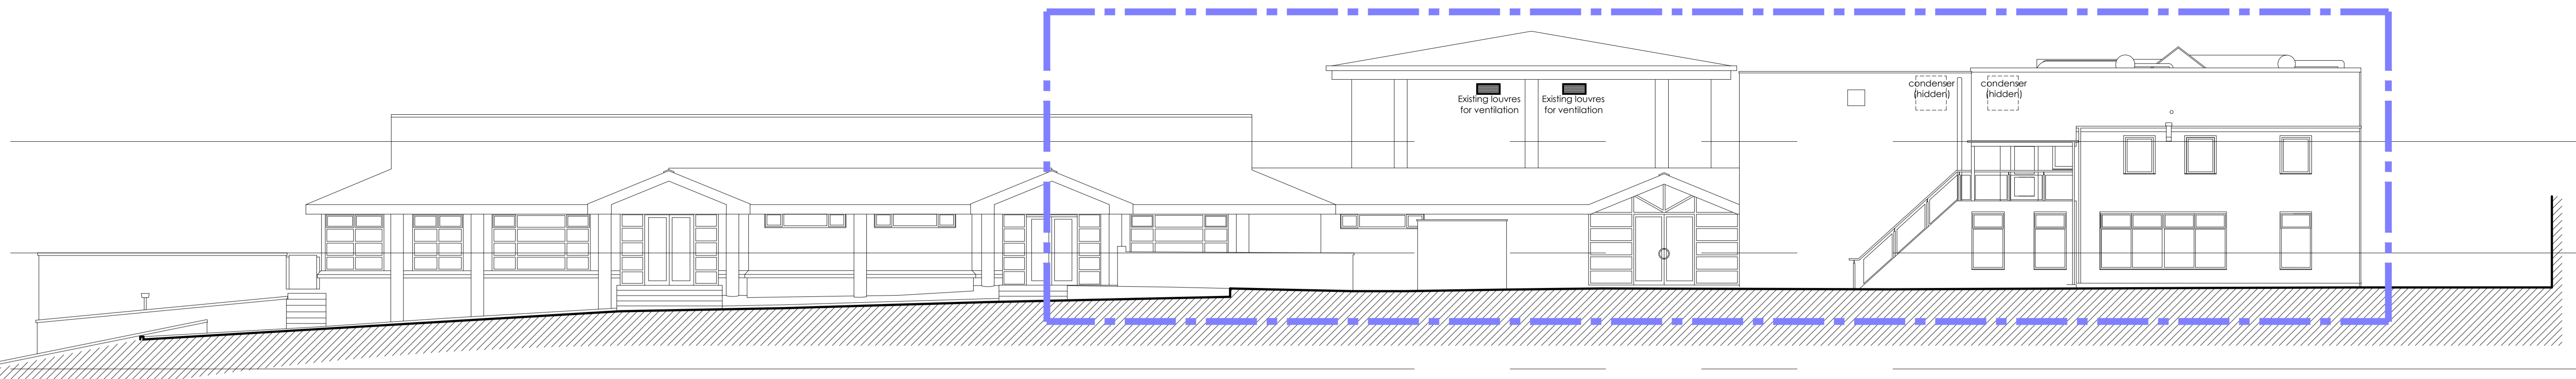 Existing louvres
for ventilation
Existing louvres
for ventilation
condenser
(hidden)
condenser
(hidden)